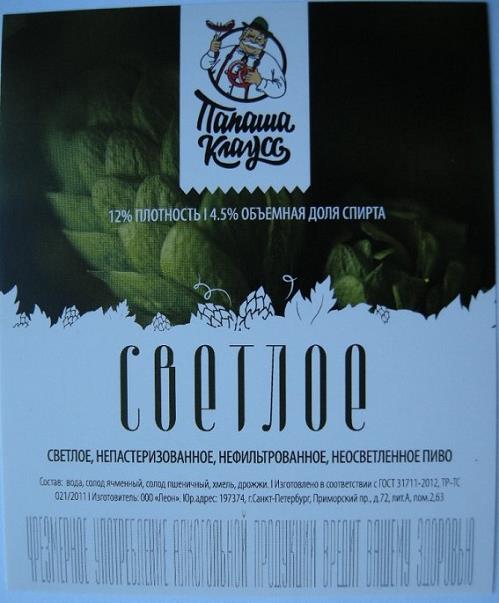 Папаша
Клаусс
12% ПЛОТНОСТЬ | 4.5% ОБЪЕМНАЯ ДОЛЯ СПИРТА
СВЕТЛОЕ
СВЕТЛОЕ, НЕПАСТЕРИЗОВАННОЕ, НЕФИЛЬТРОВАННОЕ, НЕОСВЕТЛЕННОЕ ПИВО
Состав: вода, солод ячменный, солод пшеничный, хмель, дрожжи. | Изготовлено в соответствии с ГОСТ 31711-2012, ТР-ТС
021/2011 | Изготовитель: ООО «Леон». Юр.адрес: 197374, г.Санкт-Петербург, Приморский пр., д.72, лит.А, пом.2,63
ЧРЕЗМЕРНОЕ УПОТРЕБЛЕНИЕ АЛКОГОЛЬНОЙ ПРОДУКЦИИ ВРЕДИТ ВАШЕМУ ЗДОРОВЬЮ